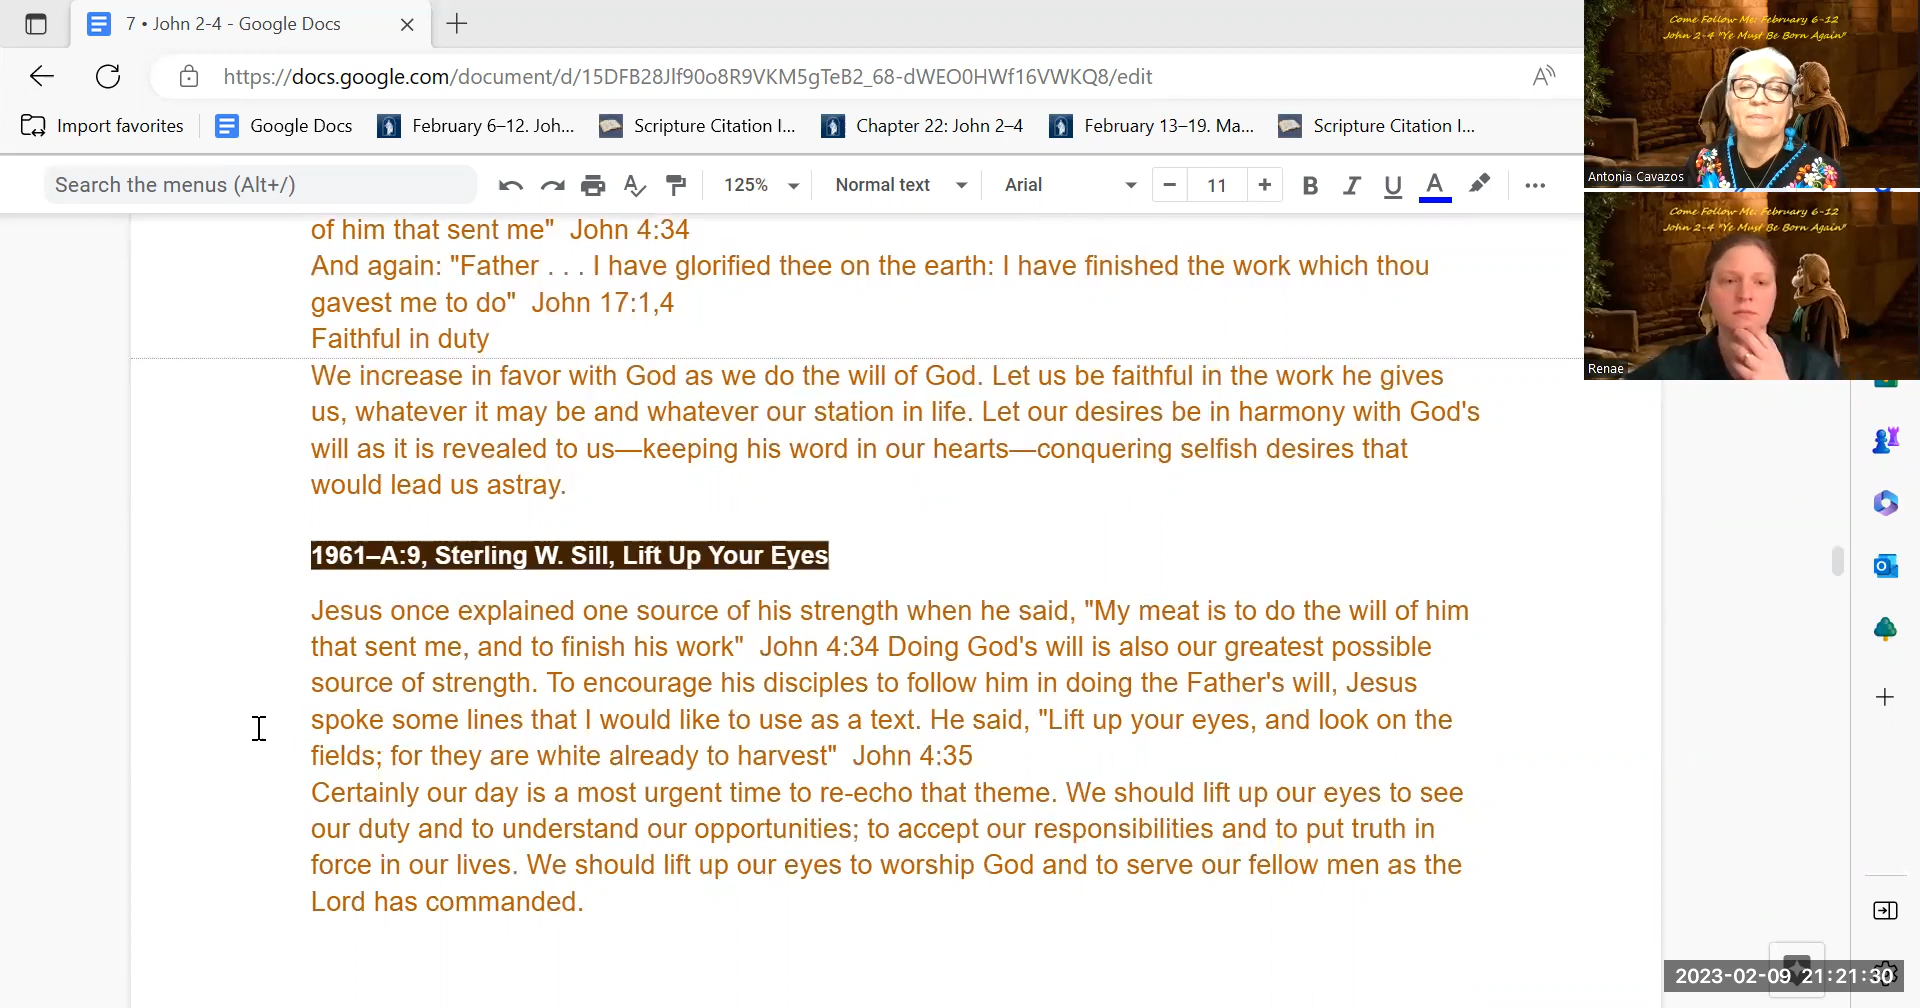 7 • John 2-4 - Google Docs
https://docs.google.com/document/d/15DFB28Jlf90o8R9VKM5gTeB2_68-dWEO0HWf16VWKQ8/edit
Import favorites
Google Docs
February 6–12. Joh...
Scripture Citation I...
Chapter 22: John 2–4
February 13–19. Ma...
Scripture Citation I...
Search the menus (Alt+/)
125%
Normal text
Arial
11
of him that sent me"  John 4:34
And again: "Father . . . I have glorified thee on the earth: I have finished the work which thou
gavest me to do"  John 17:1,4
Faithful in duty
We increase in favor with God as we do the will of God. Let us be faithful in the work he gives
us, whatever it may be and whatever our station in life. Let our desires be in harmony with God's
will as it is revealed to us—keeping his word in our hearts—conquering selfish desires that
would lead us astray.
1961–A:9, Sterling W. Sill, Lift Up Your Eyes
Jesus once explained one source of his strength when he said, "My meat is to do the will of him
that sent me, and to finish his work"  John 4:34 Doing God's will is also our greatest possible
source of strength. To encourage his disciples to follow him in doing the Father's will, Jesus
spoke some lines that I would like to use as a text. He said, "Lift up your eyes, and look on the
fields; for they are white already to harvest"  John 4:35
Certainly our day is a most urgent time to re-echo that theme. We should lift up our eyes to see
our duty and to understand our opportunities; to accept our responsibilities and to put truth in
force in our lives. We should lift up our eyes to worship God and to serve our fellow men as the
Lord has commanded.
Come Follow Me: February 6-12
John 2-4 "Ye Must Be Born Again"
Antonia Cavazos
Come Follow Me: February 6-12
John 2-4 "Ye Must Be Born Again"
Renae
2023-02-09 21:21:30